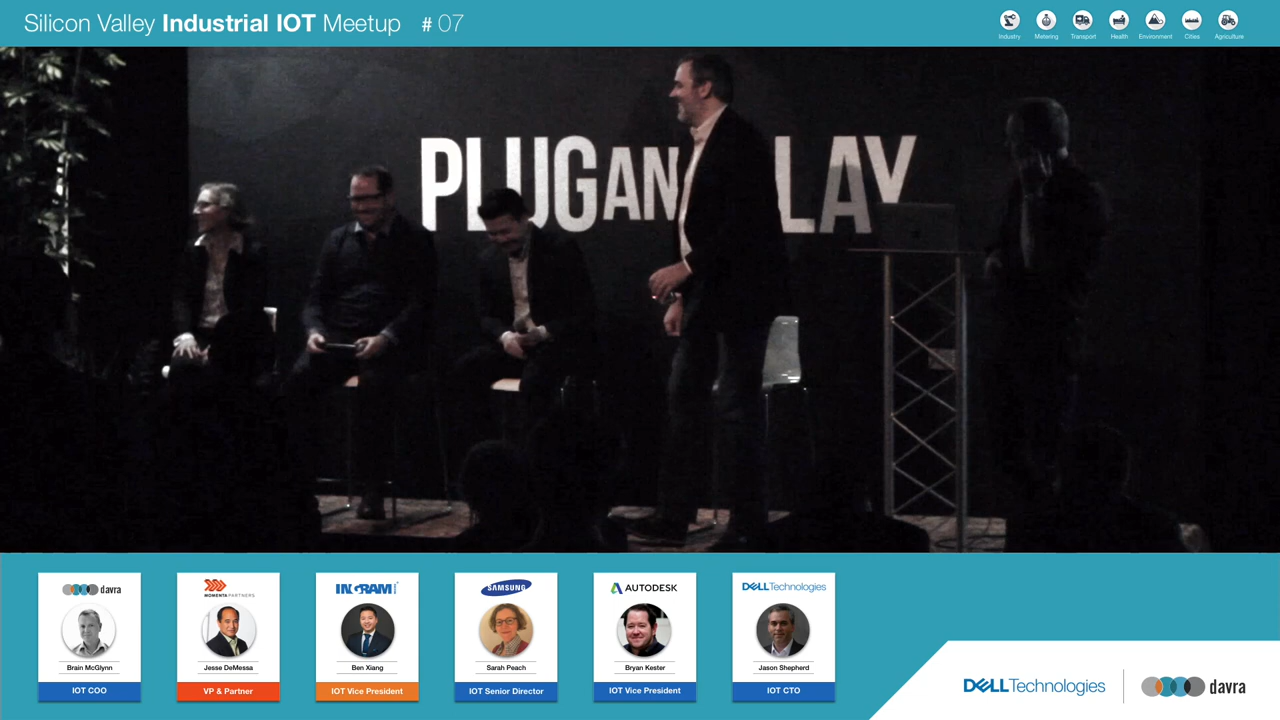 Silicon Valley Industrial IOT Meetup # 07
Industry
Metering
Transport
Health
Environment
Cities
Agriculture
PLUG AN LAY
davra
Brain McGlynn
IOT COO
MOMENTA PARTNERS
Jesse DeMessa
VP & Partner
INGRAM
Ben Xiang
IOT Vice President
SAMSUNG
Sarah Peach
IOT Senior Director
AUTODESK
Bryan Kester
IOT Vice President
DELL Technologies
Jason Shepherd
IOT CTO
DELL Technologies
davra